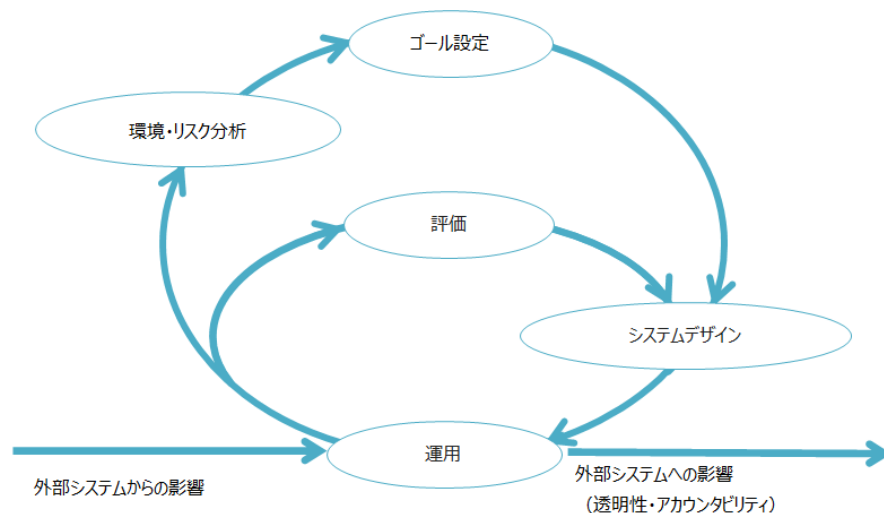 ゴール設定
環境・リスク分析
評価
システムデザイン
運用
外部システムからの影響
外部システムへの影響
(透明性・アカウンタビリティ)